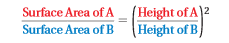 Surface Area of A / Surface Area of B = (Height of A / Height of B)²